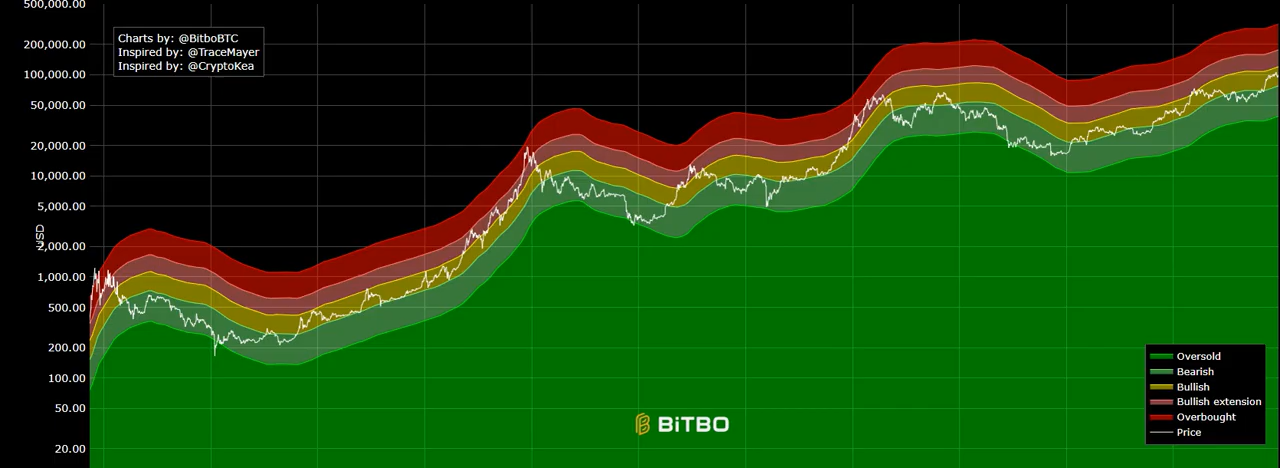 500,000.00
200,000.00
100,000.00
50,000.00
20,000.00
10,000.00
5,000.00
2,000.00
1,000.00
500.00
200.00
100.00
50.00
20.00
USD
Charts by: @BitboBTC
Inspired by: @TraceMayer
Inspired by: @CryptoKea
Oversold
Bearish
Bullish
Bullish extension
Overbought
Price
BiTBO